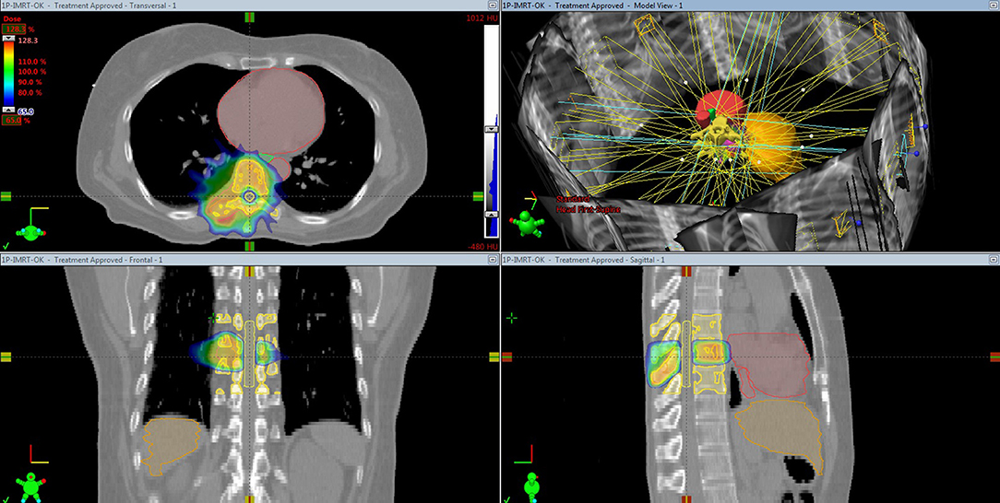 1P-IMRT-OK - Treatment Approved - Transversal - 1
Dose
128.3 %
128.3
110.0 %
100.0 %
90.0 %
80.0 %
65.0
65.0 %
1012 HU
-480 HU
1P-IMRT-OK - Treatment Approved - Model View - 1
Standard
Head First-Supine
1P-IMRT-OK - Treatment Approved - Frontal - 1
1P-IMRT-OK - Treatment Approved - Sagittal - 1